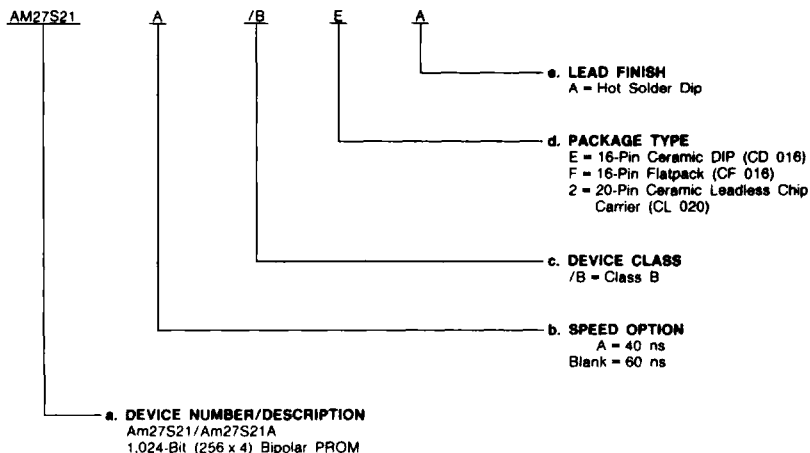 AM27S21 A /B E A
e. LEAD FINISH
A = Hot Solder Dip
d. PACKAGE TYPE
E = 16-Pin Ceramic DIP (CD 016)
F = 16-Pin Flatpack (CF 016)
2 = 20-Pin Ceramic Leadless Chip
Carrier (CL 020)
c. DEVICE CLASS
/B = Class B
b. SPEED OPTION
A = 40 ns
Blank = 60 ns
a. DEVICE NUMBER/DESCRIPTION
Am27S21/Am27S21A
1,024-Bit (256 x 4) Bipolar PROM